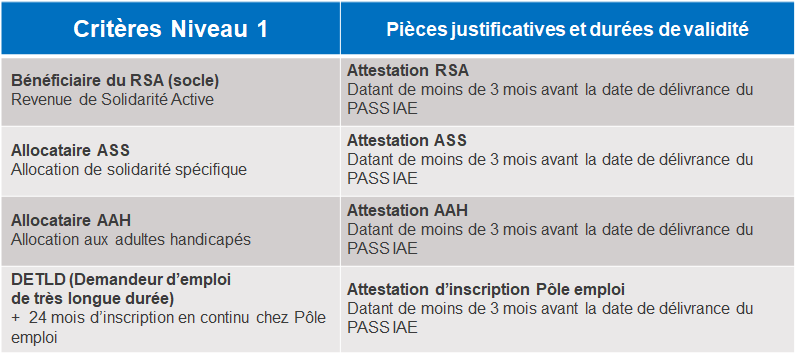 Critères Niveau 1
Pièces justificatives et durées de validité
Bénéficiaire du RSA (socle)
Revenue de Solidarité Active
Attestation RSA
Datant de moins de 3 mois avant la date de délivrance du
PASS IAE
Allocataire ASS
Allocation de solidarité spécifique
Attestation ASS
Datant de moins de 3 mois avant la date de délivrance du
PASS IAE
Allocataire AAH
Allocation aux adultes handicapés
Attestation AAH
Datant de moins de 3 mois avant la date de délivrance du
PASS IAE
DETLD (Demandeur d’emploi
de très longue durée)
+ 24 mois d’inscription en continu chez Pôle
emploi
Attestation d’inscription Pôle emploi
Datant de moins de 3 mois avant la date de délivrance du
PASS IAE